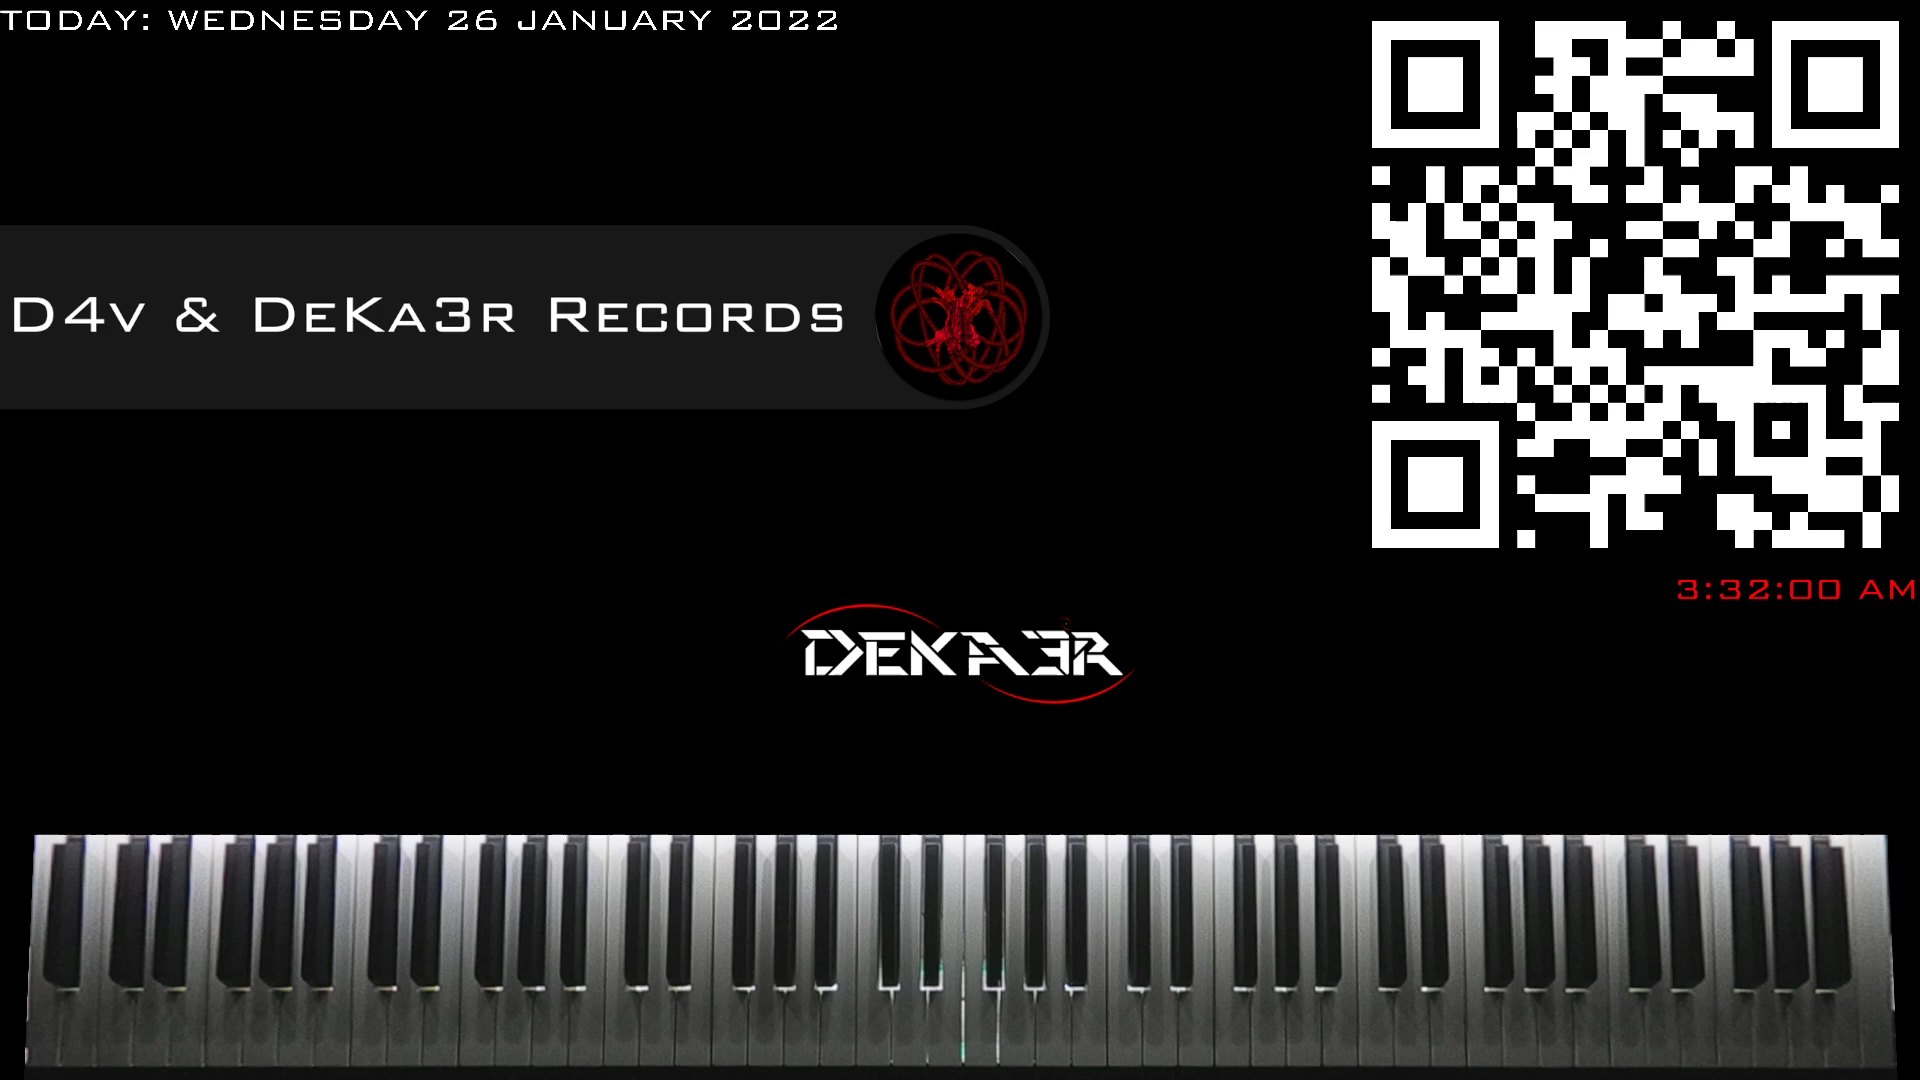 TODAY: WEDNESDAY 26 JANUARY 2022
D4v & DeKa3r Records
3:32:00 AM
DEKA3R